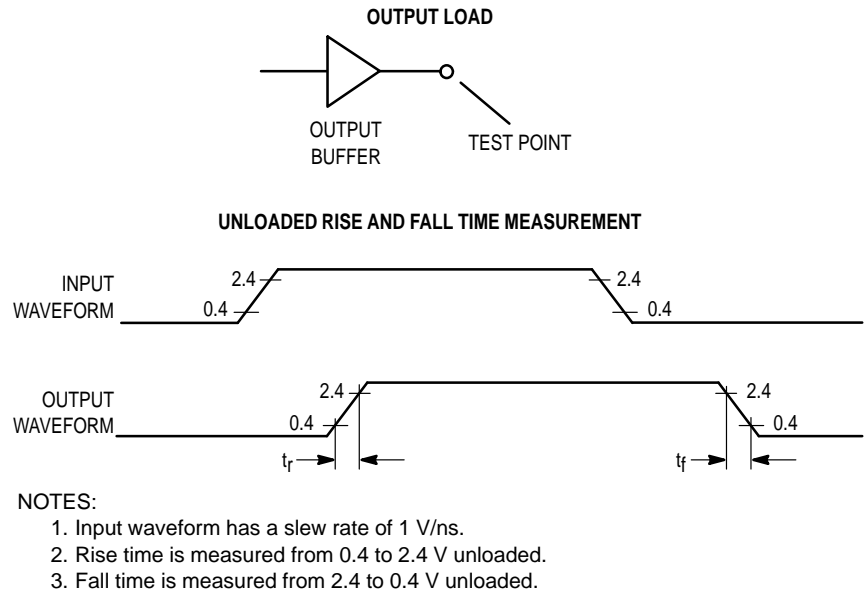 OUTPUT LOAD
OUTPUT
BUFFER
TEST POINT
UNLOADED RISE AND FALL TIME MEASUREMENT
INPUT
WAVEFORM
2.4
0.4
2.4
0.4
OUTPUT
WAVEFORM
2.4
0.4
2.4
0.4
tr
tf
NOTES:
1. Input waveform has a slew rate of 1 V/ns.
2. Rise time is measured from 0.4 to 2.4 V unloaded.
3. Fall time is measured from 2.4 to 0.4 V unloaded.